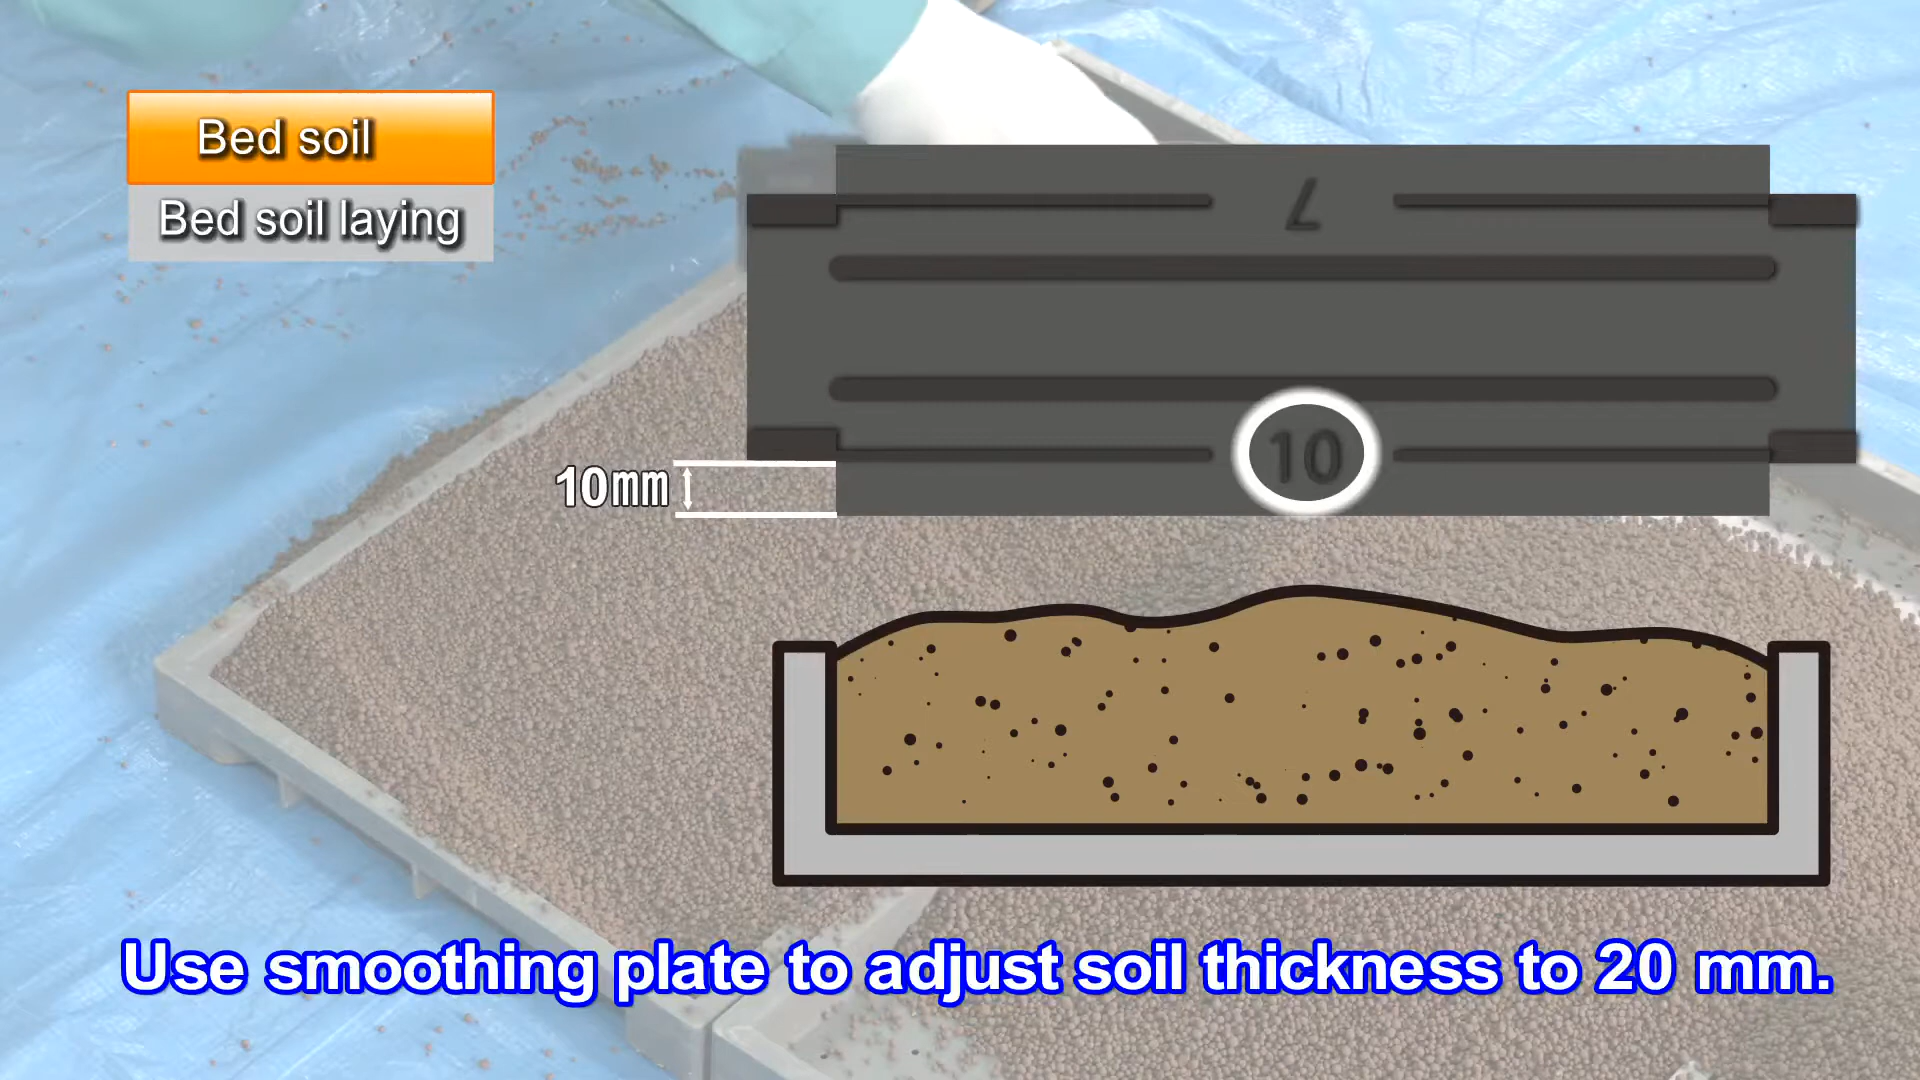 Bed soil
Bed soil laying
7
10
10mm
Use smoothing plate to adjust soil thickness to 20 mm.